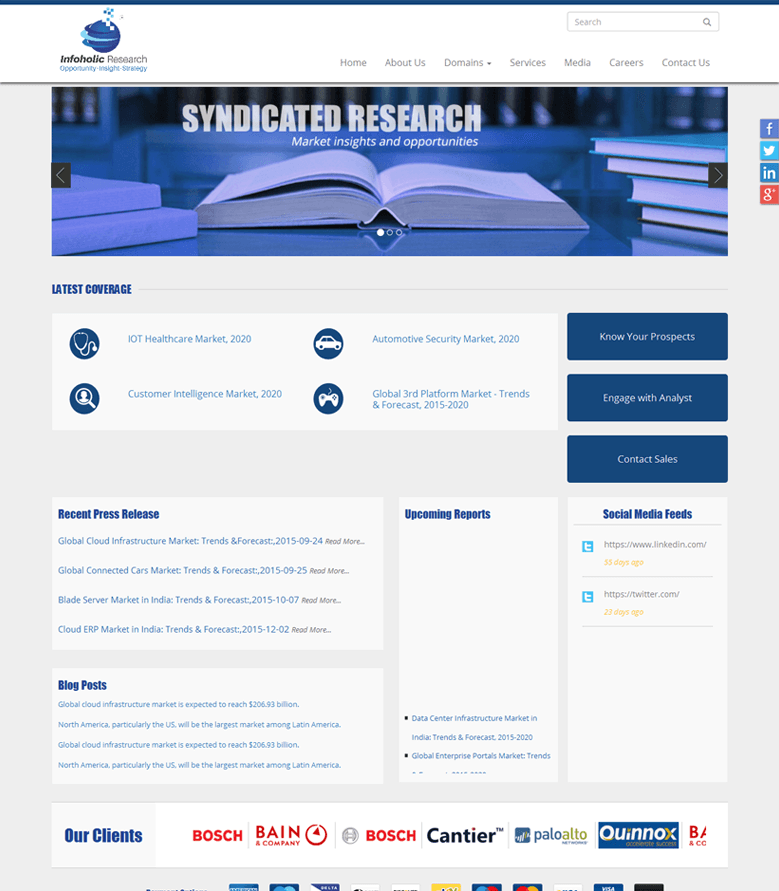 Infoholic Research
Opportunity·Insight·Strategy
Search
Home
About Us
Domains
Services
Media
Careers
Contact Us
SYNDICATED RESEARCH
Market insights and opportunities
LATEST COVERAGE
IOT Healthcare Market, 2020
Automotive Security Market, 2020
Customer Intelligence Market, 2020
Global 3rd Platform Market - Trends
& Forecast, 2015-2020
Know Your Prospects
Engage with Analyst
Contact Sales
Recent Press Release
Global Cloud Infrastructure Market: Trends &Forecast:,2015-09-24 Read More...
Global Connected Cars Market: Trends & Forecast:,2015-09-25 Read More...
Blade Server Market in India: Trends & Forecast:,2015-10-07 Read More...
Cloud ERP Market in India: Trends & Forecast:,2015-12-02 Read More...
Blog Posts
Global cloud infrastructure market is expected to reach $206.93 billion.
North America, particularly the US, will be the largest market among Latin America.
Global cloud infrastructure market is expected to reach $206.93 billion.
North America, particularly the US, will be the largest market among Latin America.
Upcoming Reports
Data Center Infrastructure Market in
India: Trends & Forecast, 2015-2020
Global Enterprise Portals Market: Trends
Social Media Feeds
https://www.linkedin.com/
55 days ago
https://twitter.com/
23 days ago
f
in
g+
Our Clients
BOSCH
BAIN
& COMPANY
BOSCH
Cantier™
paloalto
NETWORKS
Quinnox
accelerate success
BA
& C